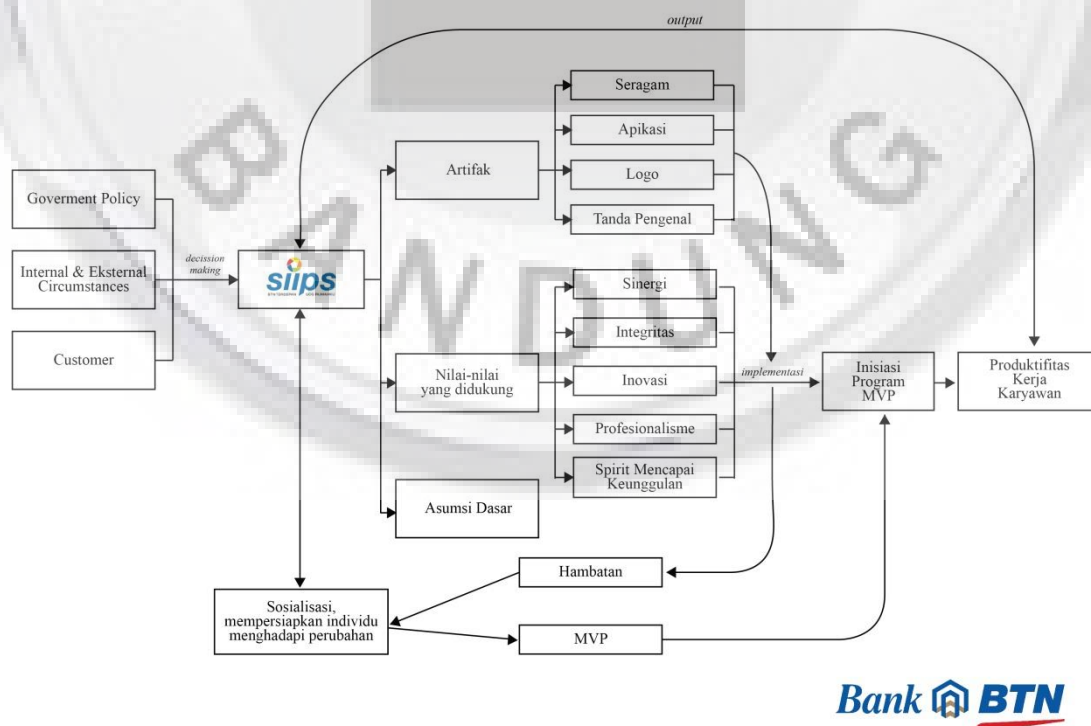 output
Seragam
Apikasi
Artifak
Logo
Goverment Policy
Tanda Pengenal
decission
making
Internal & Eksternal
Circumstances
siips
Sinergi
Integritas
Customer
Nilai-nilai
yang didukung
Inovasi
implementasi
Inisiasi
Program
MVP
Produktifitas
Kerja
Karyawan
Profesionalisme
Spirit Mencapai
Keunggulan
Asumsi Dasar
Hambatan
Sosialisasi,
mempersiapkan individu
menghadapi perubahan
MVP
BANDUNG
Bank BTN